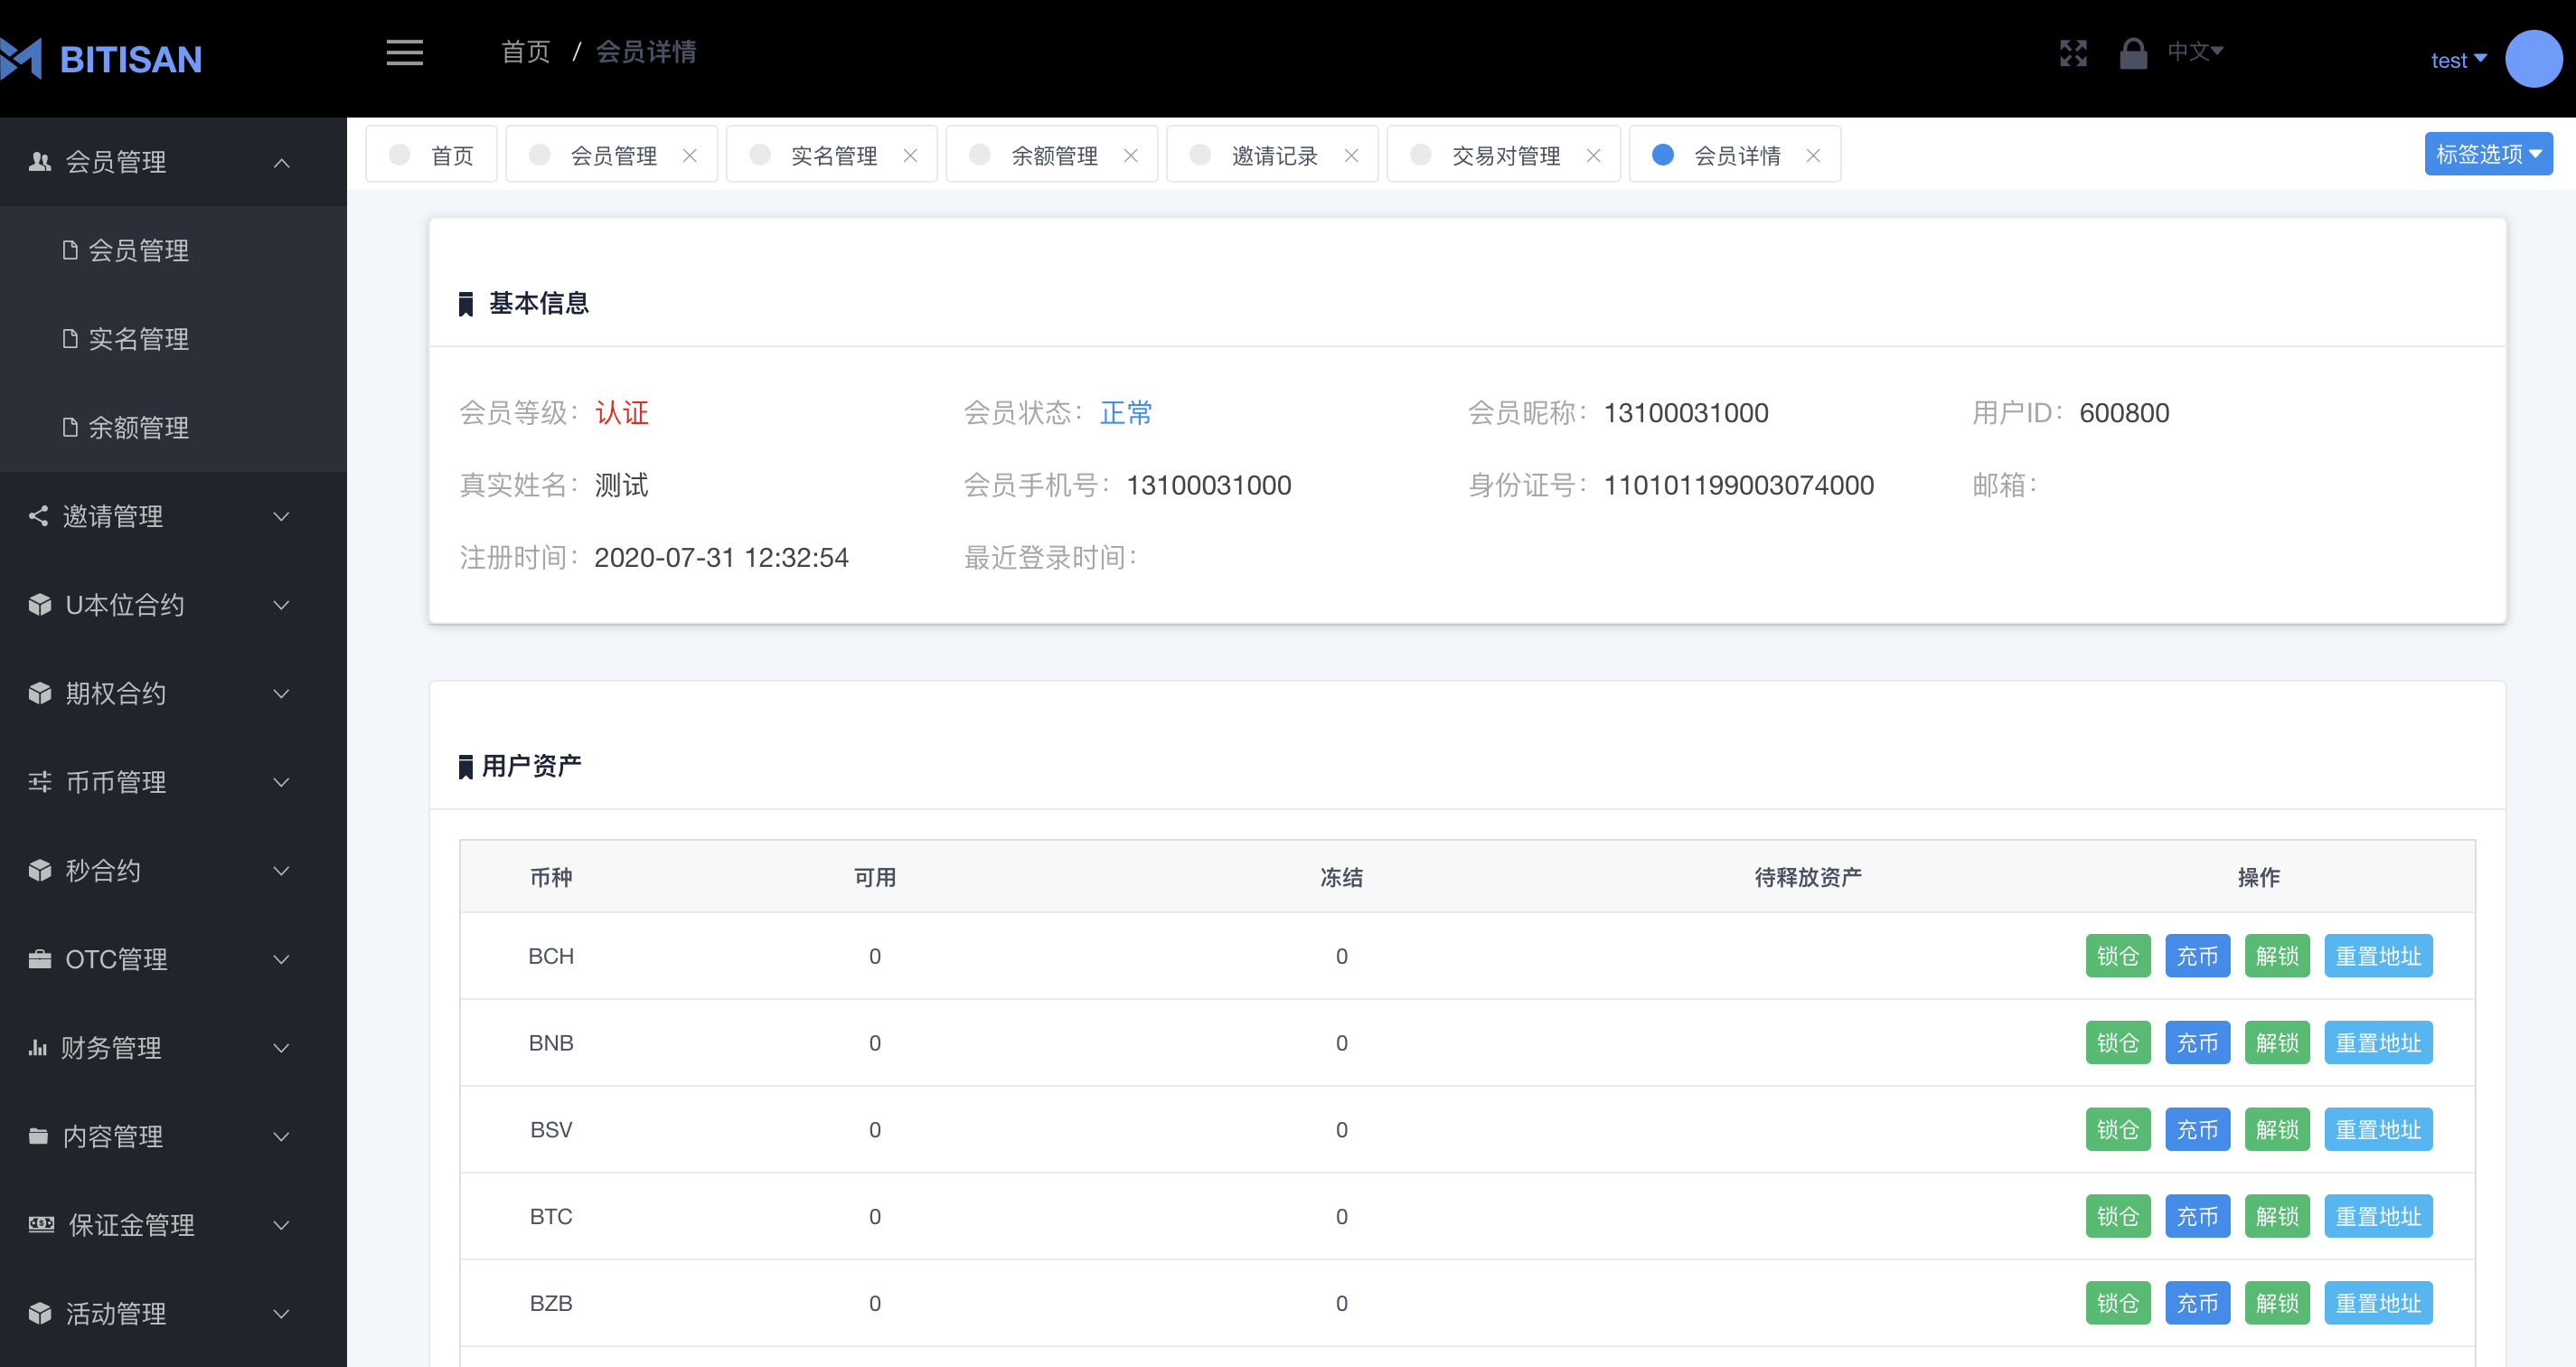 BITISAN
首页 / 会员详情
中文
test
会员管理
会员管理
实名管理
余额管理
邀请管理
U本位合约
期权合约
币币管理
秒合约
OTC管理
财务管理
内容管理
保证金管理
活动管理
首页 会员管理 实名管理 余额管理 邀请记录 交易对管理 会员详情 标签选项
基本信息
会员等级: 认证 会员状态: 正常 会员昵称: 13100031000 用户ID: 600800
真实姓名: 测试 会员手机号: 13100031000 身份证号: 110101199003074000 邮箱:
注册时间: 2020-07-31 12:32:54 最近登录时间:
用户资产
币种 可用 冻结 待释放资产 操作
BCH 0 0 锁仓 充币 解锁 重置地址
BNB 0 0 锁仓 充币 解锁 重置地址
BSV 0 0 锁仓 充币 解锁 重置地址
BTC 0 0 锁仓 充币 解锁 重置地址
BZB 0 0 锁仓 充币 解锁 重置地址